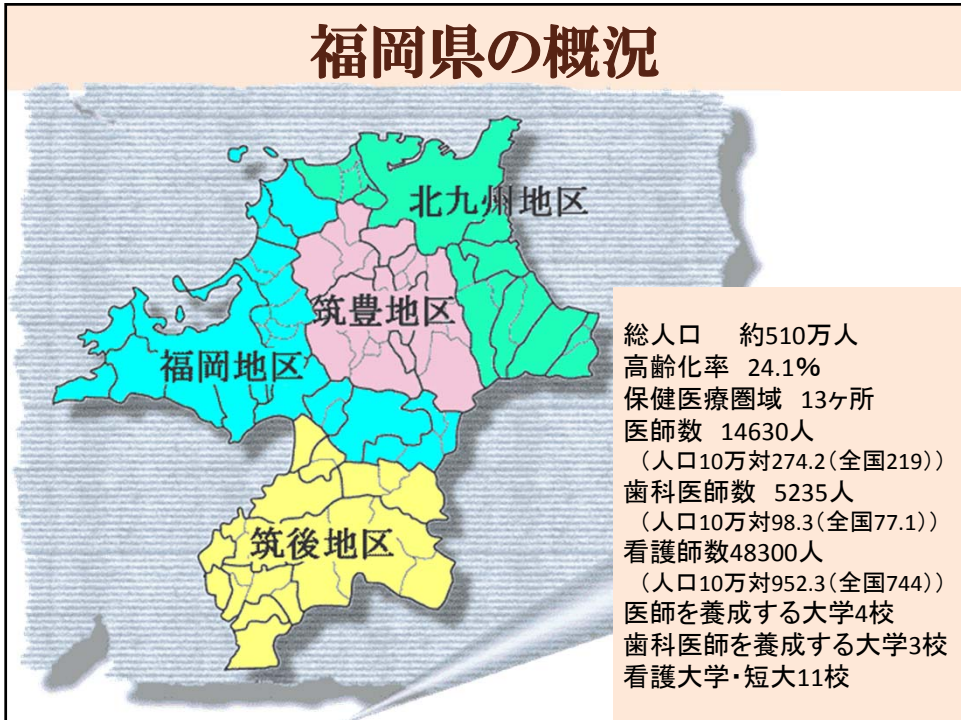 福岡県の概況
北九州地区
筑豊地区
福岡地区
筑後地区
総人口　約510万人
高齢化率　24.1%
保健医療圏域　13ヶ所
医師数　14630人
（人口10万対274.2（全国219））
歯科医師数　5235人
（人口10万対98.3（全国77.1））
看護師数48300人
（人口10万対952.3（全国744））
医師を養成する大学4校
歯科医師を養成する大学3校
看護大学・短大11校